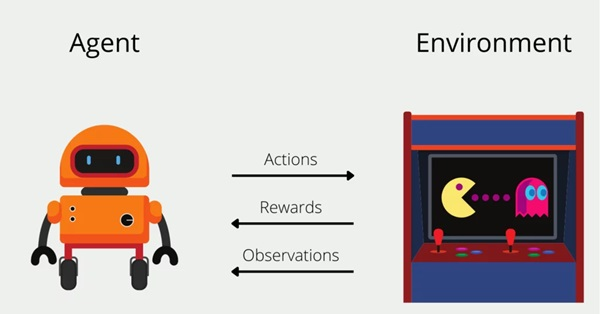 Agent
Environment
Actions
Rewards
Observations